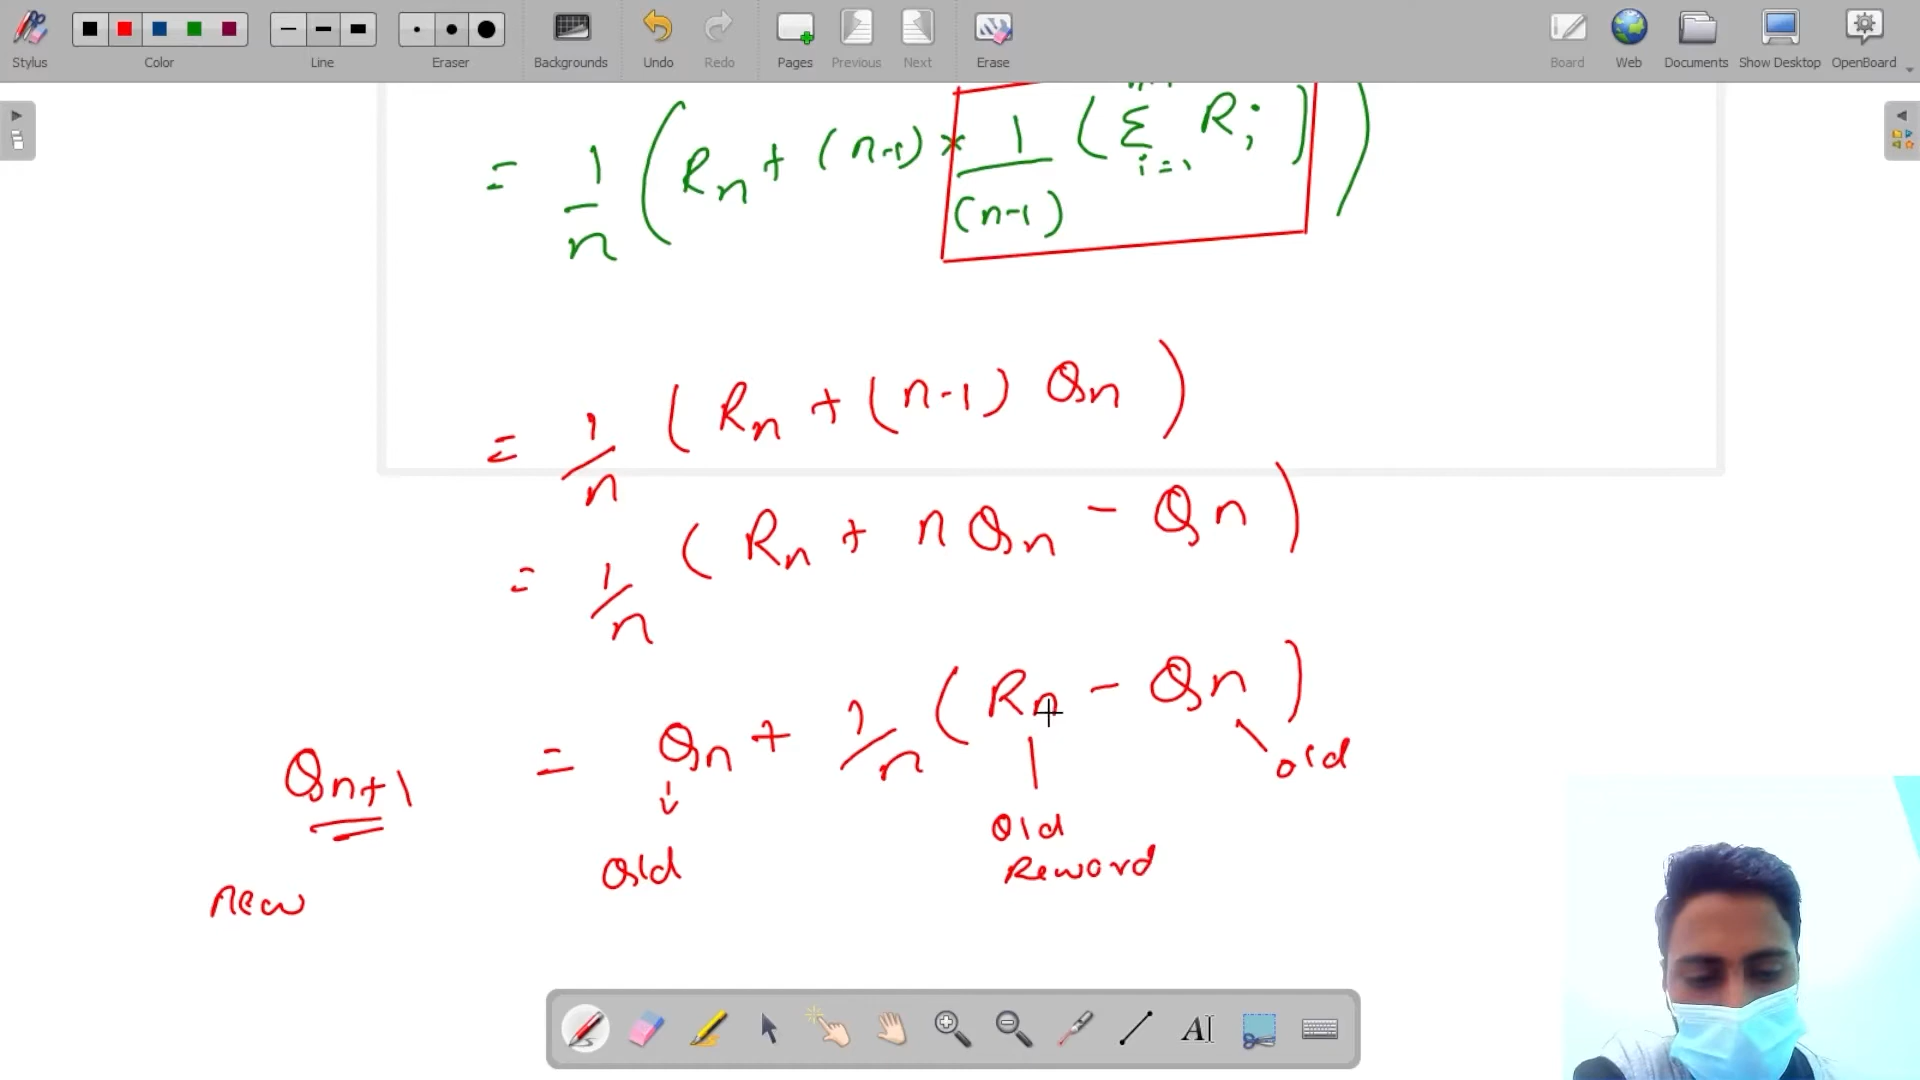 Stylus Color Line Eraser Backgrounds Undo Redo Pages Previous Next Erase Board Web Documents Show Desktop OpenBoard
= 1/n ( Rn + (n-1) × 1/(n-1) ( Σ i=1 Ri ) )
= 1/n ( Rn + (n-1) Qn )
= 1/n ( Rn + n Qn - Qn )
Qn+1 = Qn + 1/n ( Rn - Qn )
old
old
Reward
old
new